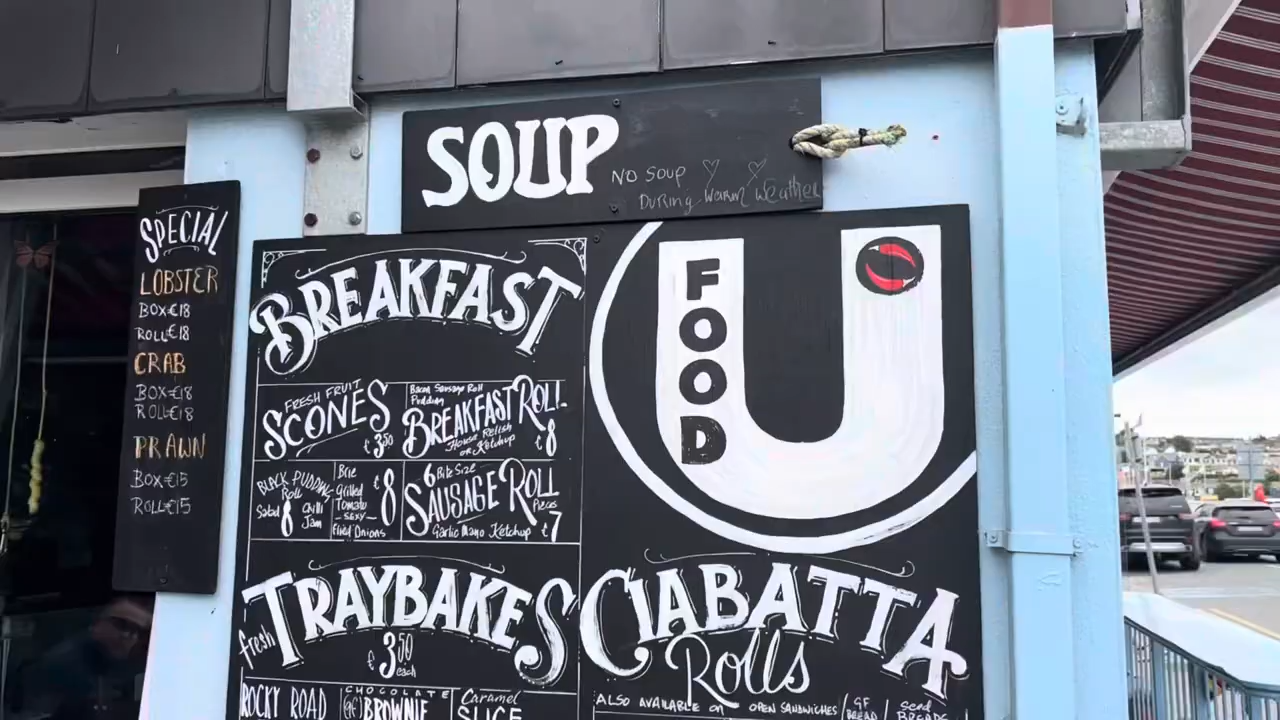 SOUP
NO SOUP
DURING WARM WEATHER
SPECIAL
LOBSTER
BOX €18
ROLL €18
CRAB
BOX €18
ROLL €18
PRAWN
BOX €15
ROLL €15
BREAKFAST
FRESH FRUIT
SCONES
€3.50
Bacon Sausage Roll
Pudding
BREAKFAST ROLL
House Relish
or Ketchup
€8
BLACK PUDDING
Roll
Salad
8
Chilli
Jam
Brie
Grilled
Tomato
Fried Onions
€8
6 Bite Size
SAUSAGE ROLL
Pieces
Garlic Mano Ketchup
€7
fresh TRAYBAKES
€3.50
each
ROCKY ROAD
CHOCOLATE
(gf) BROWNIE
Caramel
SLICE
FOOD
U
CIABATTA
Rolls
ALSO AVAILABLE ON OPEN SANDWICHES
GF
BREAD
Seed
BREADS